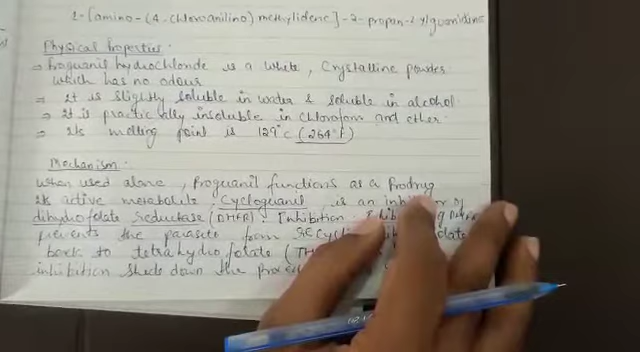 1-[amino-(4-chloroanilino) methylidene]-2-propan-2 ylguanidine
Physical Properties:
→ Proguanil hydrochloride is a white, Crystalline powder
which has no odour
→ It is slightly soluble in water & soluble in alcohol.
→ It is practically insoluble in chloroform and ether.
→ Its melting point is 129°C (264°F)
Mechanism:
When used alone, Proguanil functions as a Prodrug
Its active metabolite, Cycloguanil, is an inhibitor of
dihydrofolate reductase (DHFR) - Inhibition.
prevents the parasite from
back to tetrahydrofolate
inhibition shuts down the